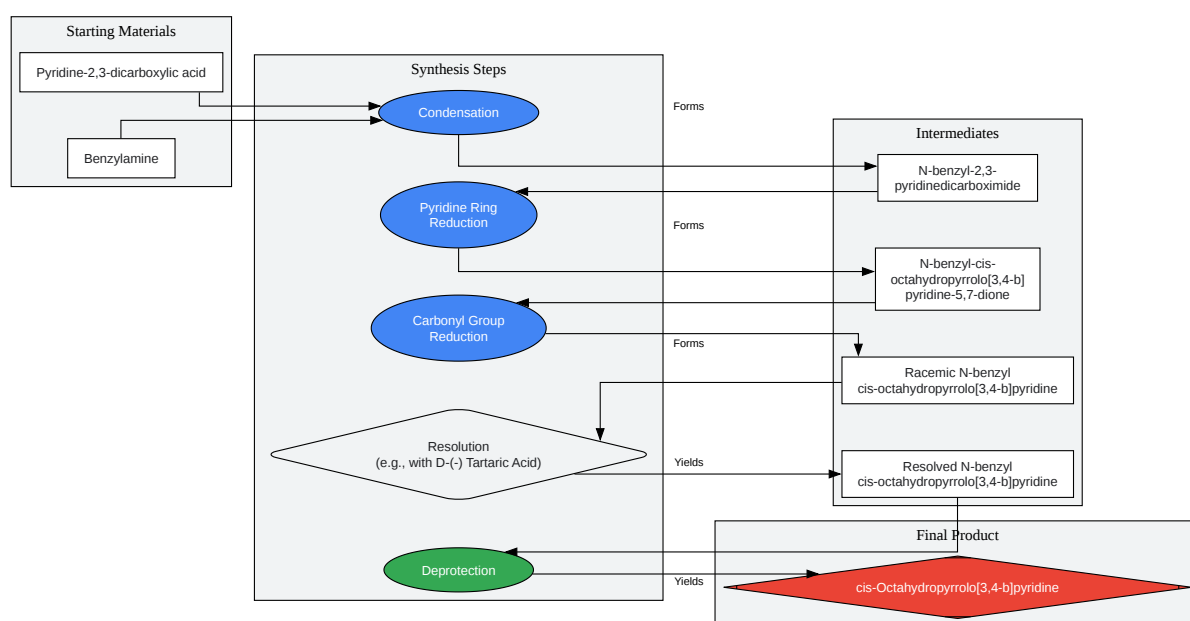 Starting Materials
Pyridine-2,3-dicarboxylic acid
Benzylamine
Synthesis Steps
Condensation
Forms
Pyridine Ring
Reduction
Forms
Carbonyl Group
Reduction
Forms
Resolution
(e.g., with D-(-) Tartaric Acid)
Yields
Deprotection
Yields
Intermediates
N-benzyl-2,3-
pyridinedicarboximide
N-benzyl-cis-
octahydropyrrolo[3,4-b]
pyridine-5,7-dione
Racemic N-benzyl
cis-octahydropyrrolo[3,4-b]pyridine
Resolved N-benzyl
cis-octahydropyrrolo[3,4-b]pyridine
Final Product
cis-Octahydropyrrolo[3,4-b]pyridine